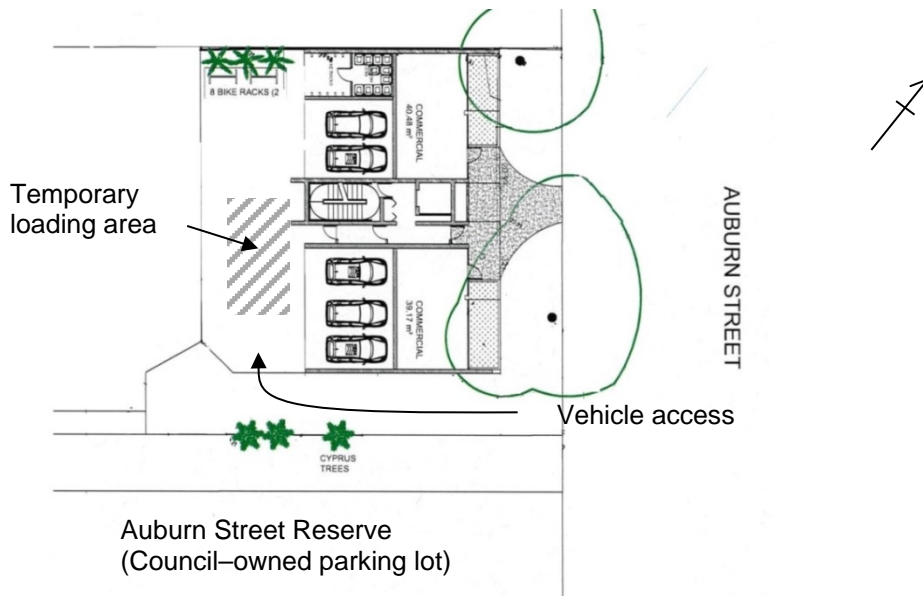 8 BIKE RACKS (2
COMMERCIAL
40.48 m²
Temporary
loading area
AUBURN STREET
COMMERCIAL
39.17 m²
Vehicle access
CYPRUS
TREES
Auburn Street Reserve
(Council–owned parking lot)